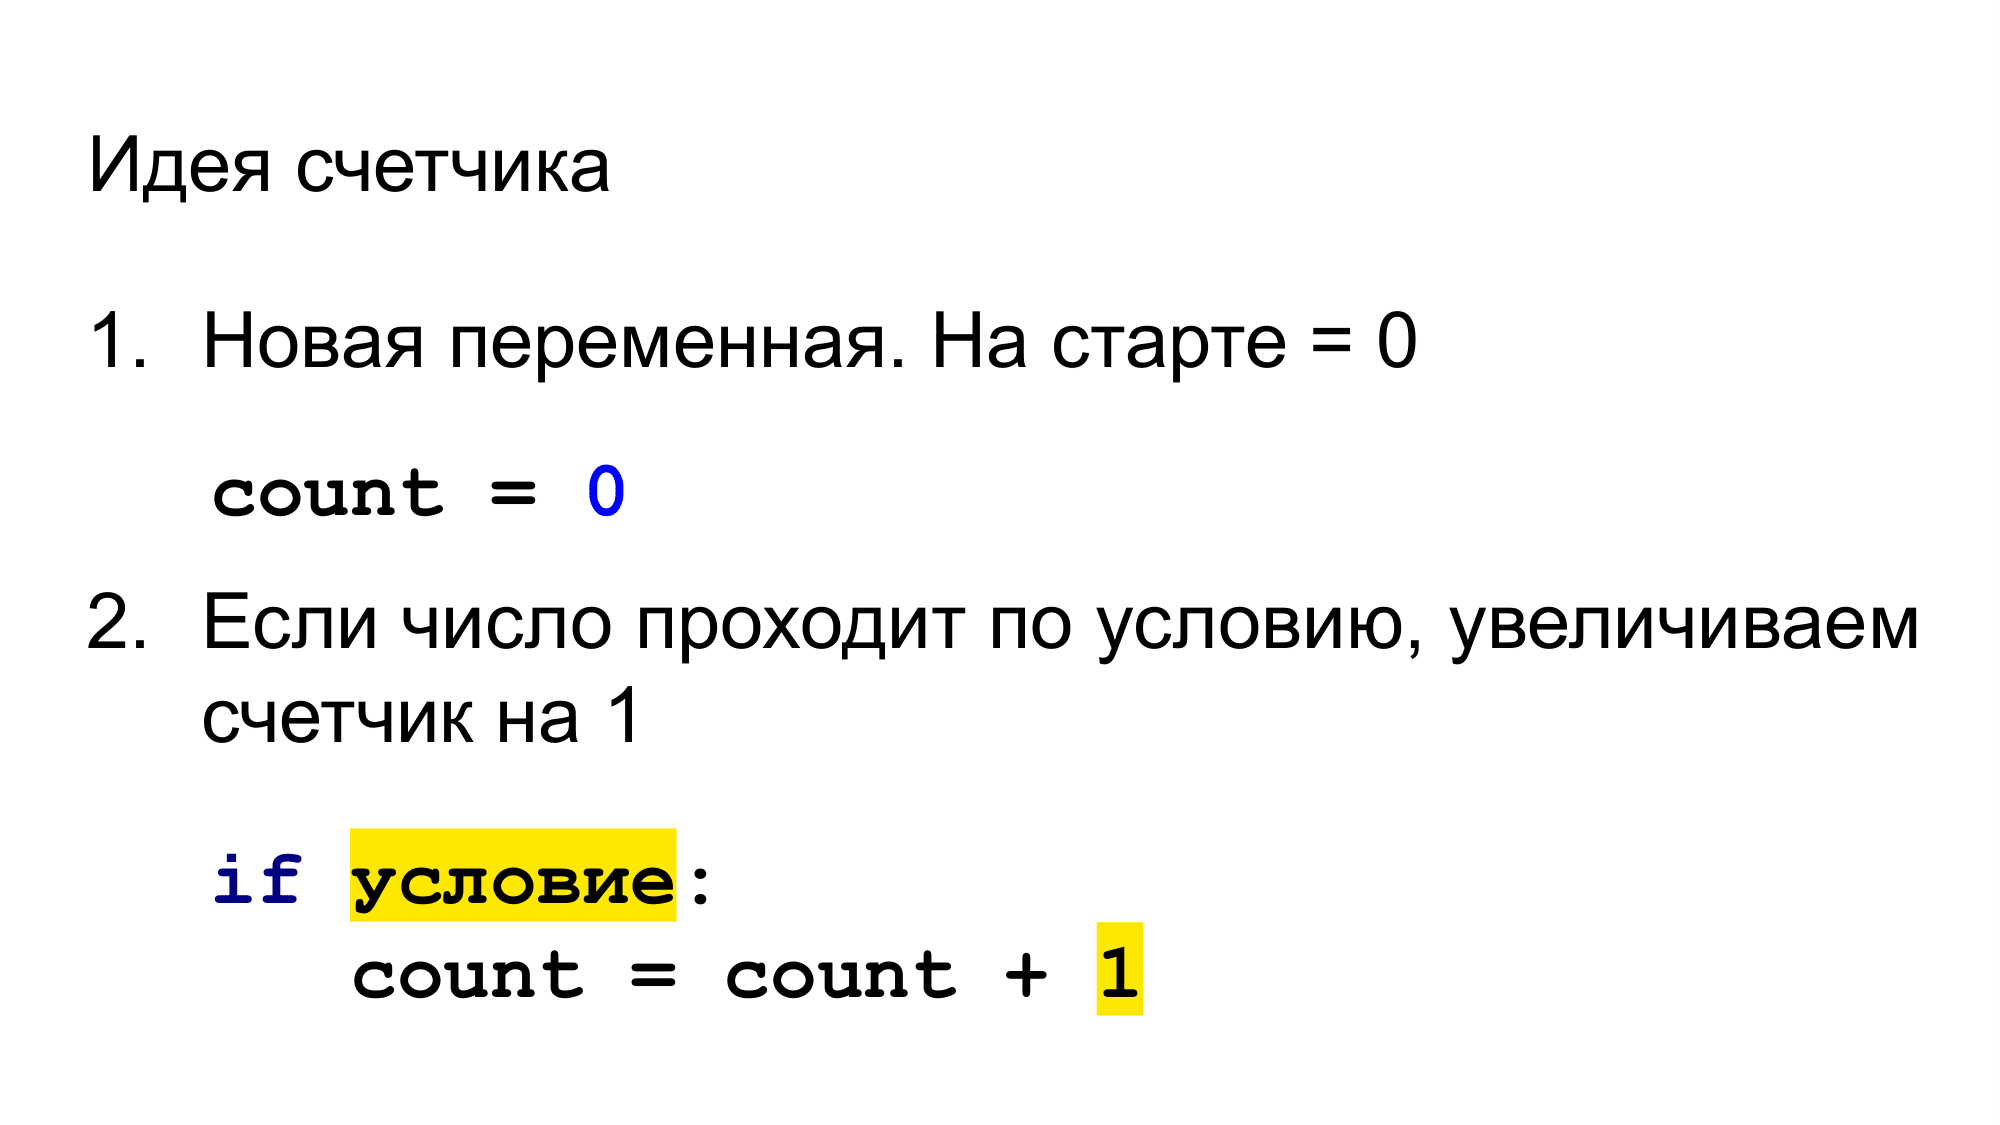 Идея счетчика
1. Новая переменная. На старте = 0
count = 0
2. Если число проходит по условию, увеличиваем
счетчик на 1
if условие:
count = count + 1